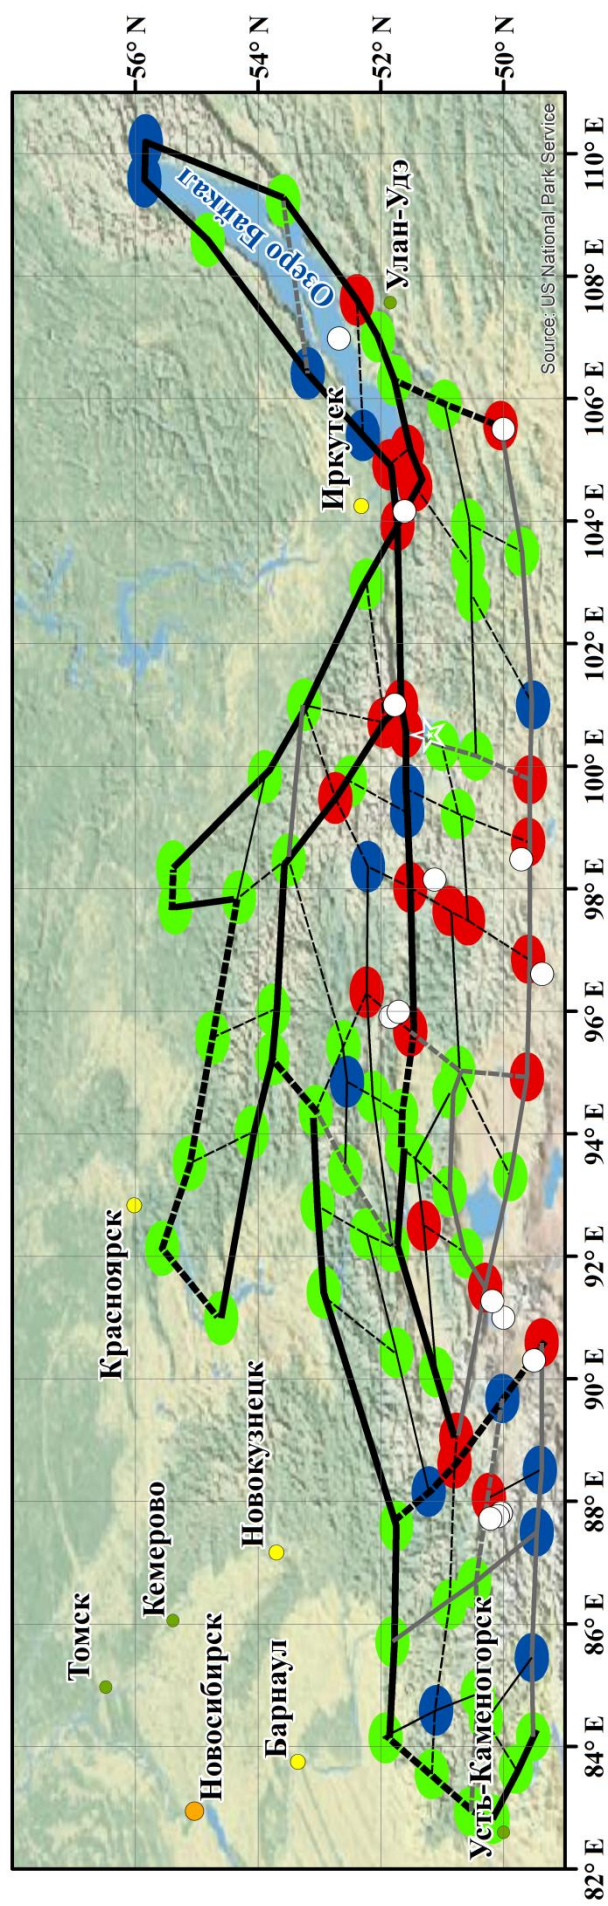 56° N
54° N
52° N
50° N
Томск
Кемерово
Новосибирск
Барнаул
Новокузнецк
Красноярск
Усть-Каменогорск
Иркутск
Озеро Байкал
Улан-Удэ
Source: US National Park Service
82° E
84° E
86° E
88° E
90° E
92° E
94° E
96° E
98° E
100° E
102° E
104° E
106° E
108° E
110° E